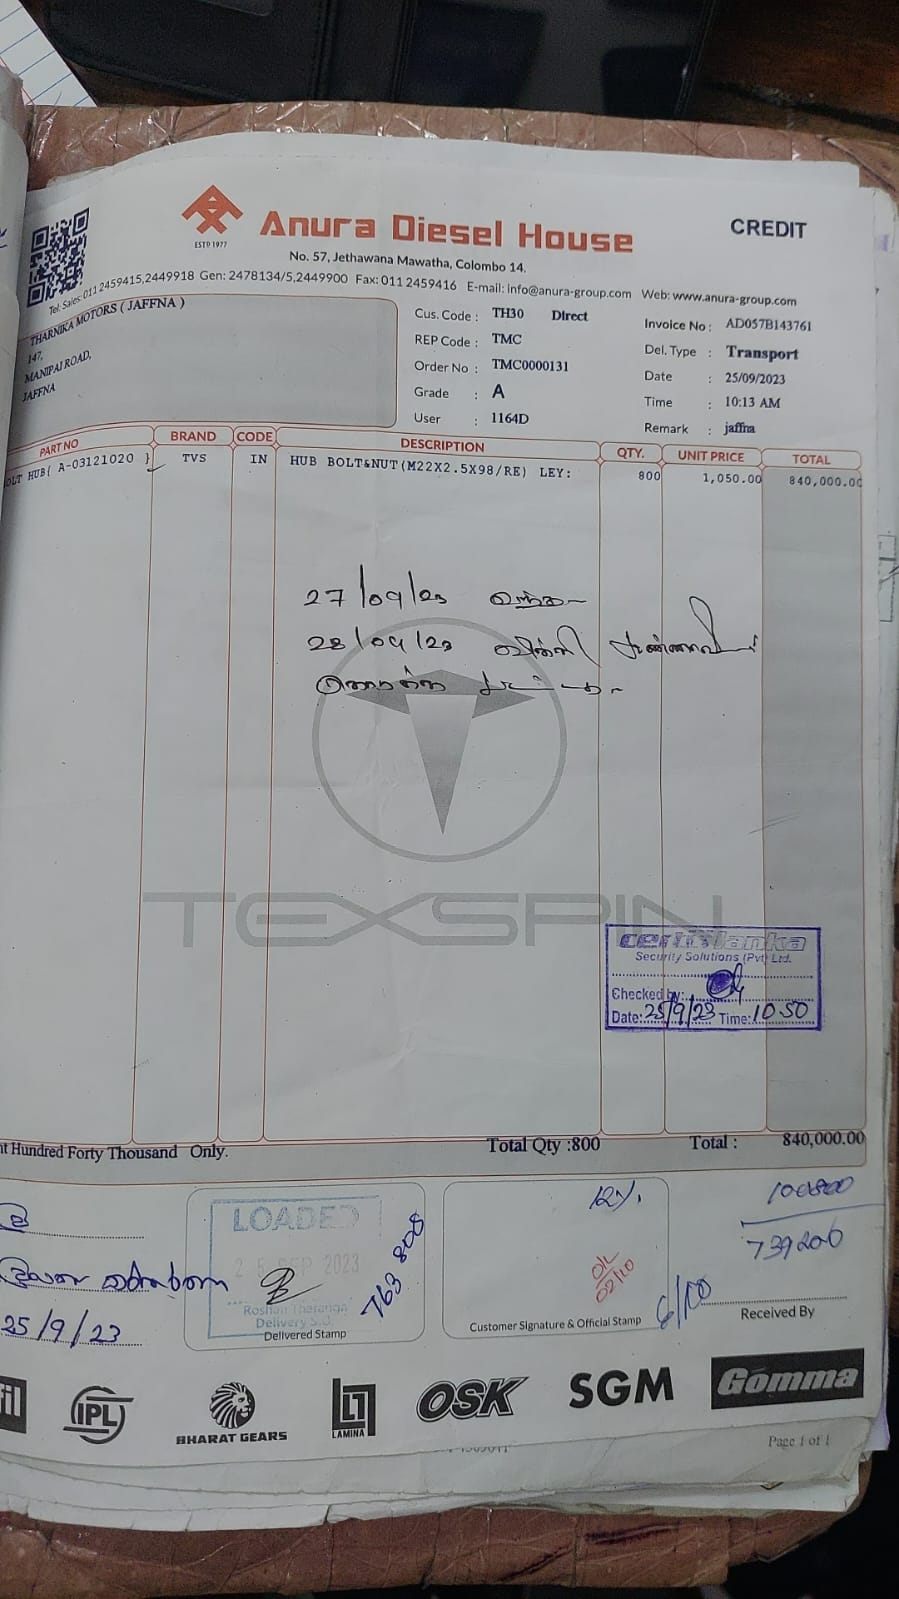 Anura Diesel House
CREDIT
ESTD 1977
No. 57, Jethawana Mawatha, Colombo 14.
Tel: Sales: 011 2459415,2449918 Gen: 2478134/5,2449900 Fax: 011 2459416 E-mail: info@anura-group.com Web: www.anura-group.com
THARNIKA MOTORS ( JAFFNA )
147,
MANIPAI ROAD,
JAFFNA
Cus. Code : TH30 Direct
REP Code : TMC
Order No : TMC0000131
Grade : A
User : 1164D
Invoice No : AD057B143761
Del. Type : Transport
Date : 25/09/2023
Time : 10:13 AM
Remark : jaffna
PART NO BRAND CODE DESCRIPTION QTY. UNIT PRICE TOTAL
OLT HUB( A-03121020 ) TVS IN HUB BOLT&NUT(M22X2.5X98/RE) LEY: 800 1,050.00 840,000.00
27/09/23
28/09/23
TEXSPIN
Security Solutions (Pvt) Ltd.
Checked by:
Date: 25/9/23 Time: 10 50
Hundred Forty Thousand Only. Total Qty :800 Total : 840,000.00
12%.
100800
739200
LOADED
25 SEP 2023
763 808
Delivered Stamp
25/9/23
02/10
Customer Signature & Official Stamp
Received By
IPL
BHARAT GEARS
LAMINA
OSK
SGM
Gomma
Page 1 of 1